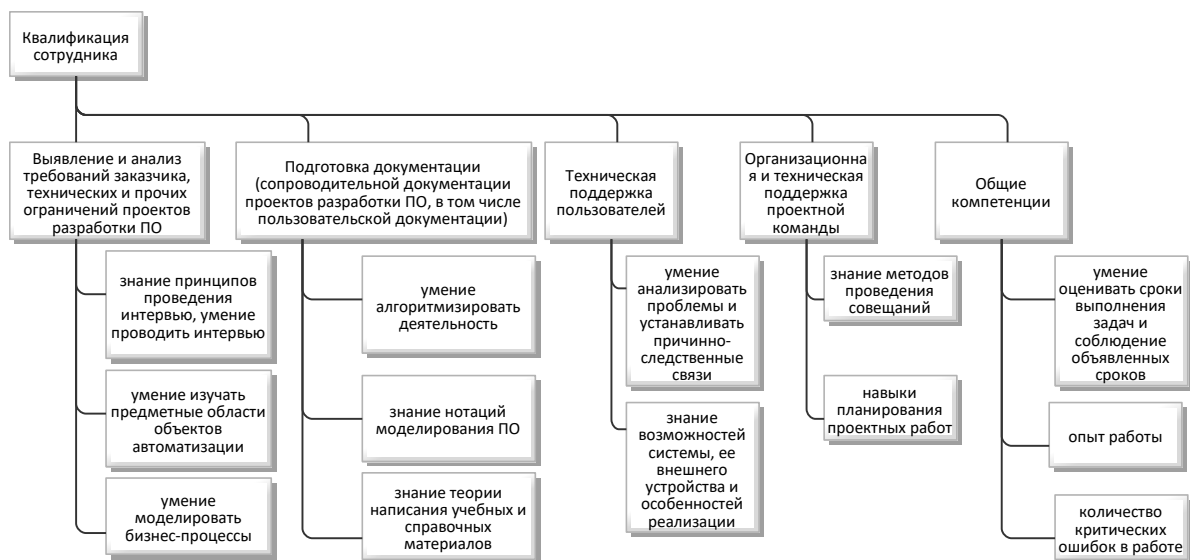 Квалификация
сотрудника
Выявление и анализ
требований заказчика,
технических и прочих
ограничений проектов
разработки ПО
Подготовка документации
(сопроводительной документации
проектов разработки ПО, в том числе
пользовательской документации)
Техническая
поддержка
пользователей
Организационна
я и техническая
поддержка
проектной
команды
Общие
компетенции
знание принципов
проведения
интервью, умение
проводить интервью
умение изучать
предметные области
объектов
автоматизации
умение
моделировать
бизнес-процессы
умение
алгоритмизировать
деятельность
знание нотаций
моделирования ПО
знание теории
написания учебных и
справочных
материалов
умение
анализировать
проблемы и
устанавливать
причинно-
следственные
связи
знание
возможностей
системы, ее
внешнего
устройства и
особенностей
реализации
знание методов
проведения
совещаний
навыки
планирования
проектных работ
умение
оценивать сроки
выполнения
задач и
соблюдение
объявленных
сроков
опыт работы
количество
критических
ошибок в работе